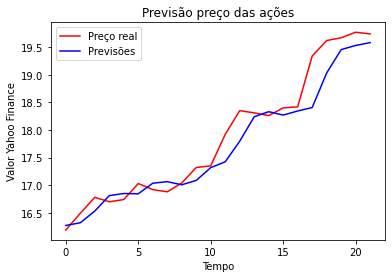 Previsão preço das ações
Preço real
Previsões
19.5
19.0
18.5
18.0
17.5
17.0
16.5
Valor Yahoo Finance
0 5 10 15 20
Tempo